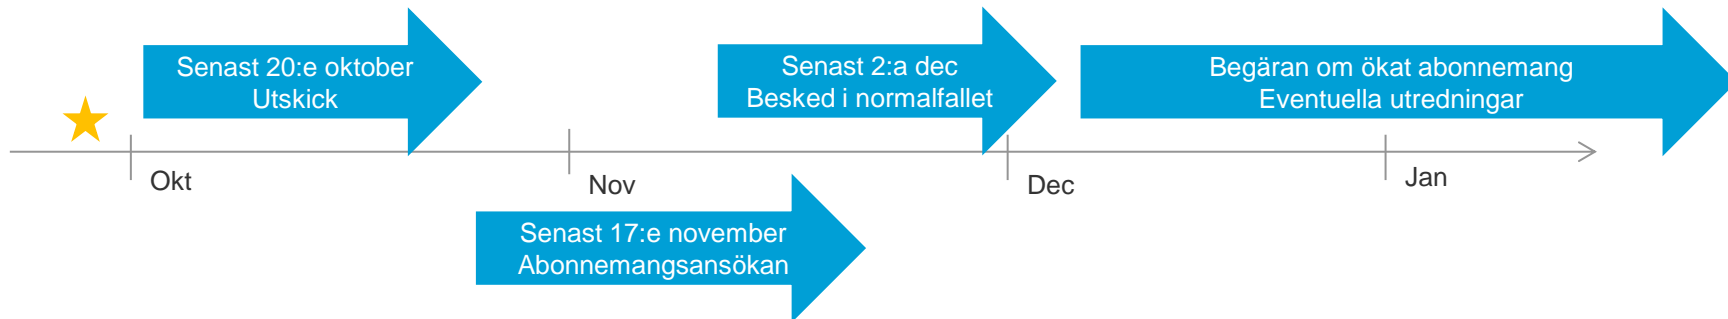 Senast 20:e oktober
Utskick
Senast 2:a dec
Besked i normalfallet
Begäran om ökat abonnemang
Eventuella utredningar
Okt
Nov
Dec
Jan
Senast 17:e november
Abonnemangsansökan